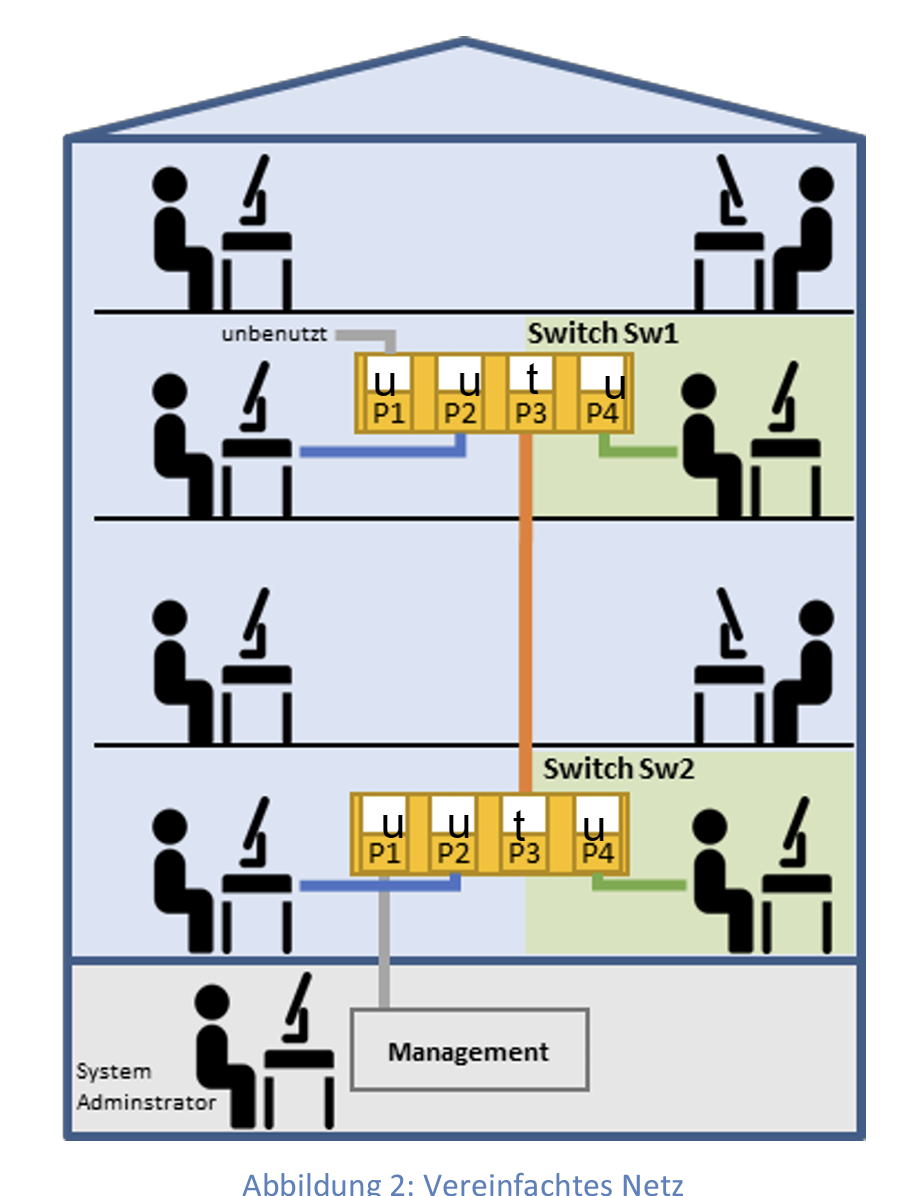 unbenutzt
Switch Sw1
u u t u
P1 P2 P3 P4
Switch Sw2
u u t u
P1 P2 P3 P4
Management
System
Adminstrator
Abbildung 2: Vereinfachtes Netz